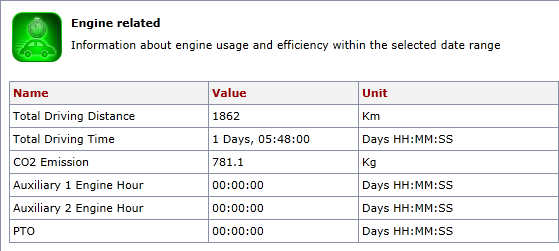 Engine related
Information about engine usage and efficiency within the selected date range
Name Value Unit
Total Driving Distance 1862 Km
Total Driving Time 1 Days, 05:48:00 Days HH:MM:SS
CO2 Emission 781.1 Kg
Auxiliary 1 Engine Hour 00:00:00 Days HH:MM:SS
Auxiliary 2 Engine Hour 00:00:00 Days HH:MM:SS
PTO 00:00:00 Days HH:MM:SS